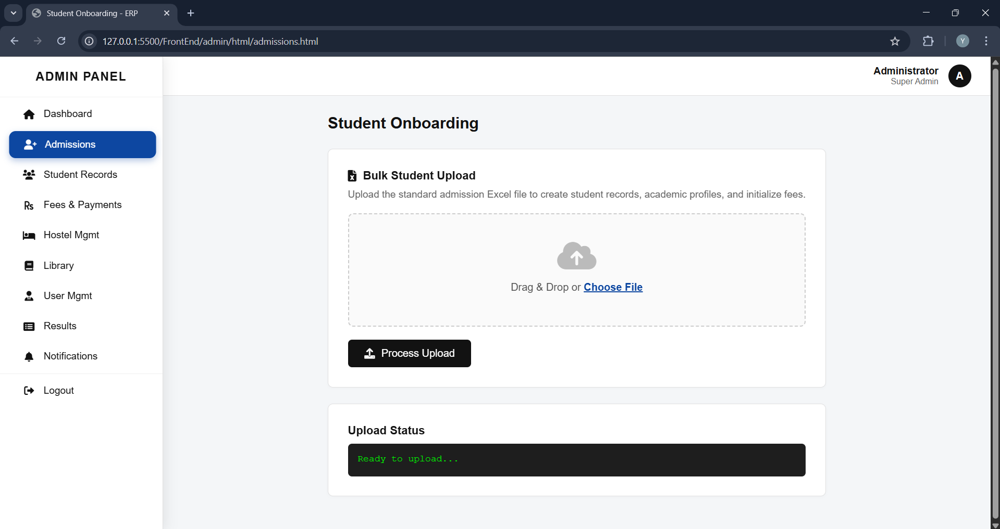 Student Onboarding - ERP
127.0.0.1:5500/FrontEnd/admin/html/admissions.html
Y
ADMIN PANEL
Dashboard
Admissions
Student Records
Rs Fees & Payments
Hostel Mgmt
Library
User Mgmt
Results
Notifications
Logout
Administrator
Super Admin
A
Student Onboarding
Bulk Student Upload
Upload the standard admission Excel file to create student records, academic profiles, and initialize fees.
Drag & Drop or Choose File
Process Upload
Upload Status
Ready to upload...